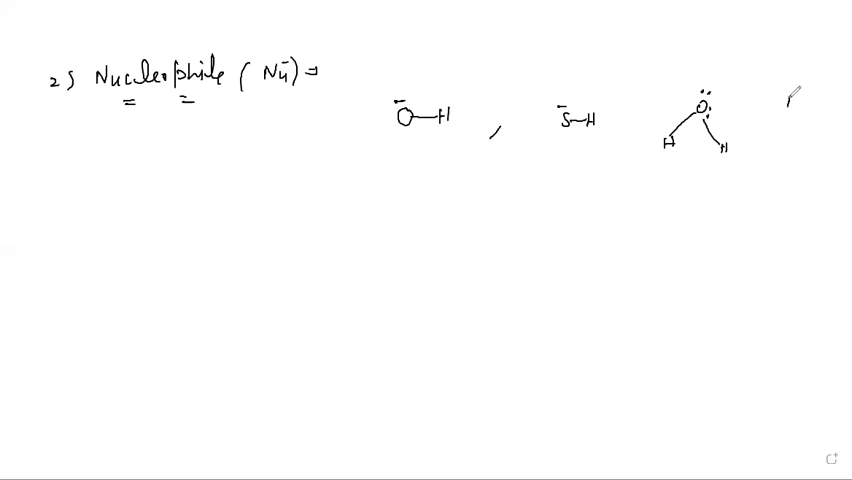 2) Nucleophile ( Nu⁻) ⇒
⁻O—H , ⁻S—H H O H